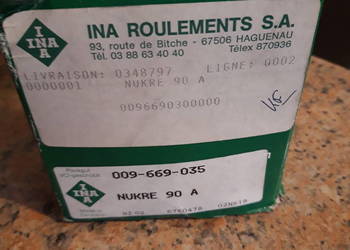 INA
INA ROULEMENTS S.A.
93, route de Bitche - 67506 HAGUENAU
Tél. 03 88 63 40 40 Télex 870936
LIVRAISON: 0348797 LIGNE: 0002
0000001 NUKRE 90 A
0096690300000
INA
009-669-035
NUKRE 90 A